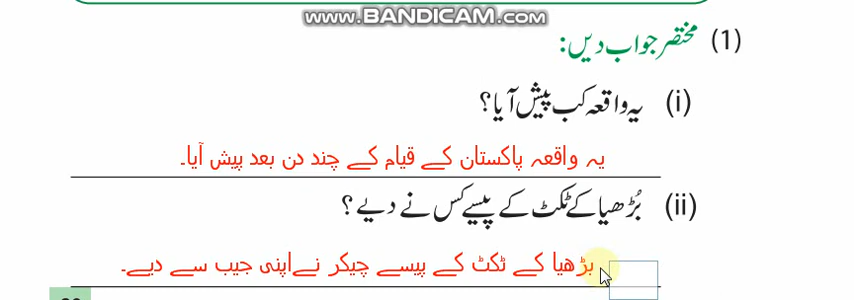 www.BANDICAM.com
(1) مختصر جواب دیں:
(i) یہ واقعہ کب پیش آیا؟
یہ واقعہ پاکستان کے قیام کے چند دن بعد پیش آیا۔
(ii) بُڑھیا کے ٹکٹ کے پیسے کس نے دیے؟
بڑھیا کے ٹکٹ کے پیسے چیکر نے اپنی جیب سے دیے۔